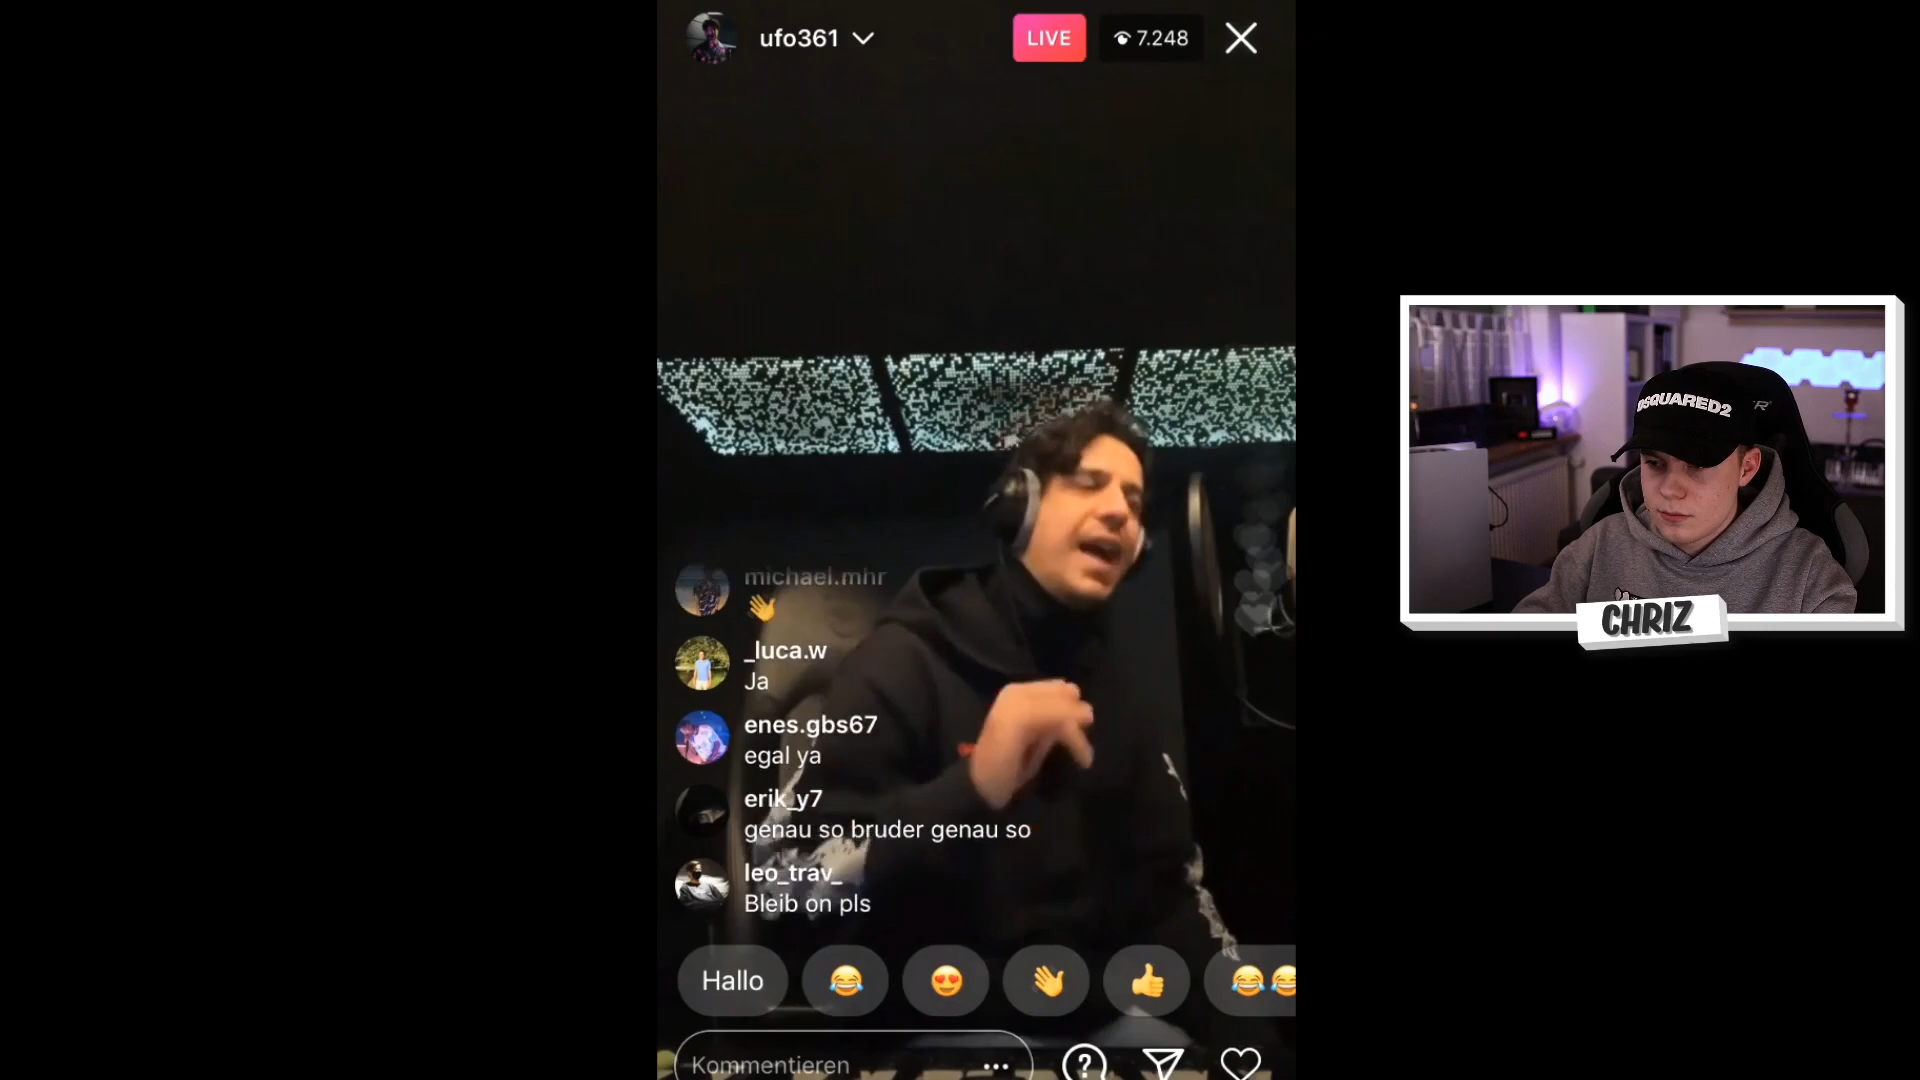 ufo361
LIVE
7.248
michael.mhr
👋
_luca.w
Ja
enes.gbs67
egal ya
erik_y7
genau so bruder genau so
leo_trav_
Bleib on pls
Hallo
😂
😍
👋
👍
😂😂
Kommentieren
DSQUARED2
CHRIZ